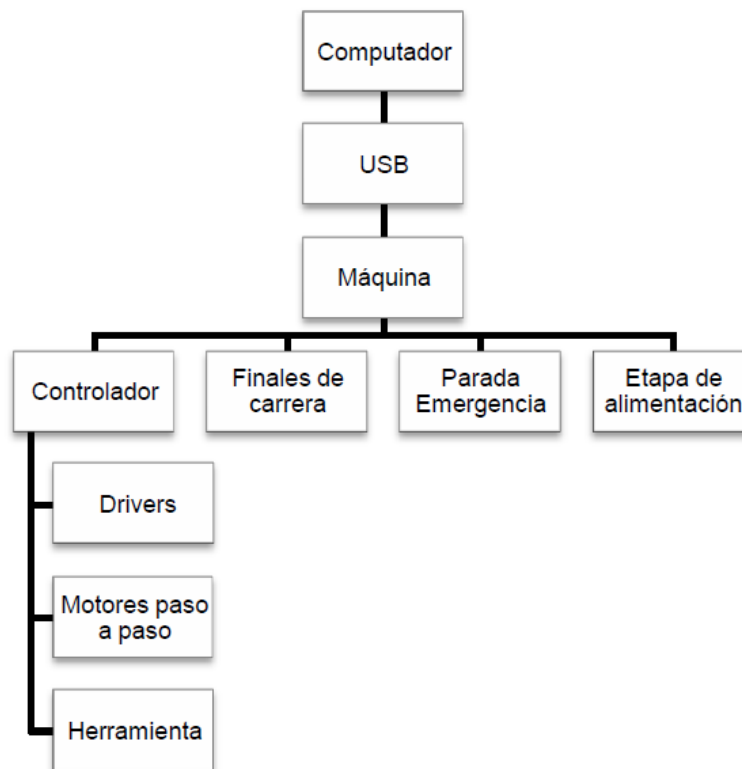 Computador
USB
Máquina
Controlador
Finales de
carrera
Parada
Emergencia
Etapa de
alimentación
Drivers
Motores paso
a paso
Herramienta